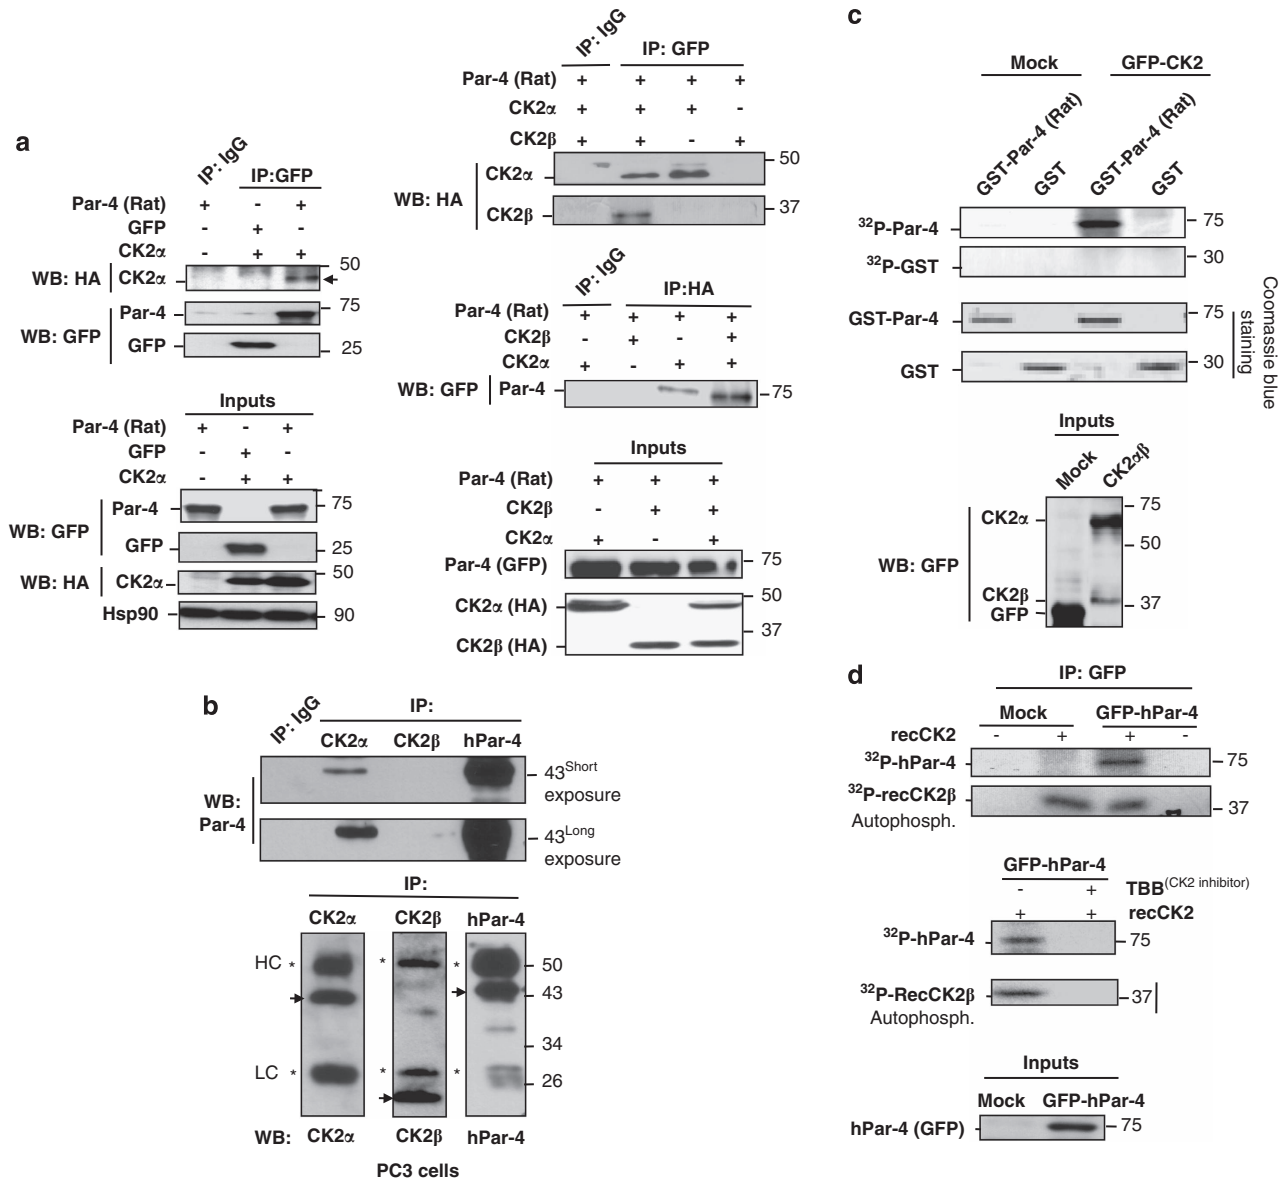 a
IP: IgG
IP:GFP
Par-4 (Rat) + - +
GFP - + -
CK2α - + +
WB: HA CK2α 50
WB: GFP Par-4 75
GFP 25
Inputs
Par-4 (Rat) + - +
GFP - + -
CK2α - + +
WB: GFP Par-4 75
GFP 25
WB: HA CK2α 50
Hsp90 90
IP: IgG
IP: GFP
Par-4 (Rat) + + + +
CK2α + + + -
CK2β + + - +
WB: HA CK2α 50
CK2β 37
IP: IgG
IP:HA
Par-4 (Rat) + + + +
CK2β - + - +
CK2α + - + +
WB: GFP Par-4 75
Inputs
Par-4 (Rat) + + +
CK2β - + +
CK2α + - +
Par-4 (GFP) 75
CK2α (HA) 50
37
CK2β (HA)
b
IP: IgG
IP:
CK2α CK2β hPar-4
WB: Par-4
43Short exposure
43Long exposure
IP:
CK2α CK2β hPar-4
HC * * * 50
43
34
LC * * * 26
WB: CK2α CK2β hPar-4
PC3 cells
c
Mock GFP-CK2
GST-Par-4 (Rat) GST GST-Par-4 (Rat) GST
32P-Par-4 75
32P-GST 30
GST-Par-4 75
GST 30
Coomassie blue staining
Inputs
Mock CK2αβ
WB: GFP
CK2α 75
50
CK2β 37
GFP
d
IP: GFP
Mock GFP-hPar-4
recCK2 - + + -
32P-hPar-4 75
32P-recCK2β 37
Autophosph.
GFP-hPar-4
- + TBB(CK2 inhibitor)
+ + recCK2
32P-hPar-4 75
32P-RecCK2β 37
Autophosph.
Inputs
Mock GFP-hPar-4
hPar-4 (GFP) 75